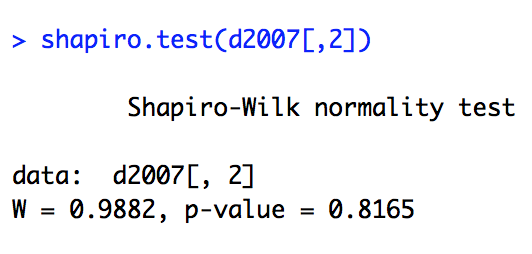 > shapiro.test(d2007[,2])
Shapiro-Wilk normality test
data:  d2007[, 2]
W = 0.9882, p-value = 0.8165